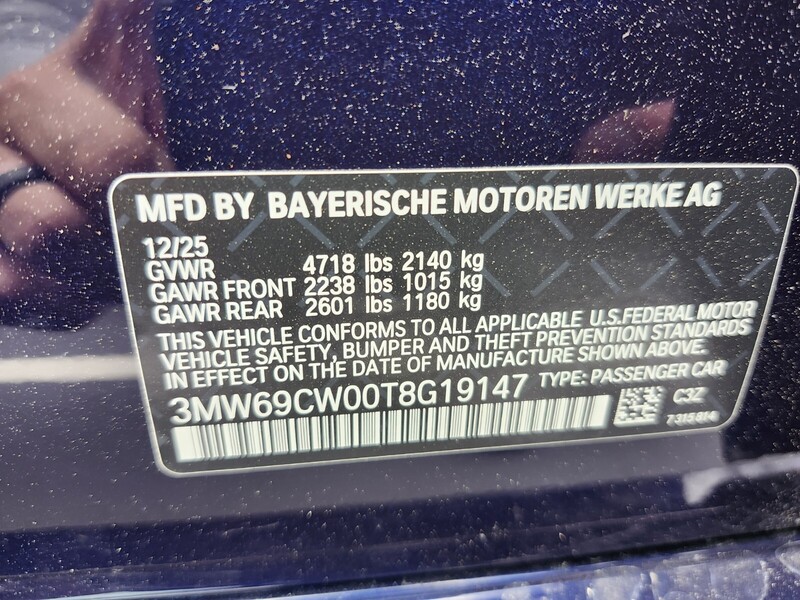 MFD BY BAYERISCHE MOTOREN WERKE AG
12/25
GVWR 4718 lbs 2140 kg
GAWR FRONT 2238 lbs 1015 kg
GAWR REAR 2601 lbs 1180 kg
THIS VEHICLE CONFORMS TO ALL APPLICABLE U.S.FEDERAL MOTOR
VEHICLE SAFETY, BUMPER AND THEFT PREVENTION STANDARDS
IN EFFECT ON THE DATE OF MANUFACTURE SHOWN ABOVE.
3MW69CW00T8G19147 TYPE: PASSENGER CAR
C3Z
7315814